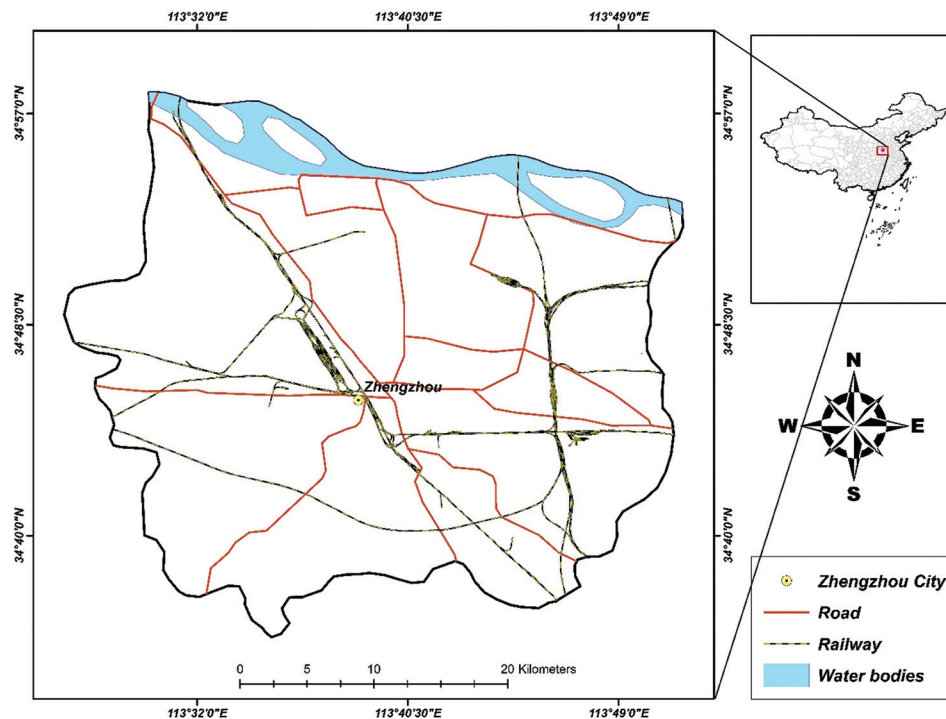 113°32'0"E 113°40'30"E 113°49'0"E
34°57'0"N 34°57'0"N
34°48'30"N 34°48'30"N
34°40'0"N 34°40'0"N
Zhengzhou
N
W E
S
Zhengzhou City
Road
Railway
Water bodies
0 5 10 20 Kilometers
113°32'0"E 113°40'30"E 113°49'0"E